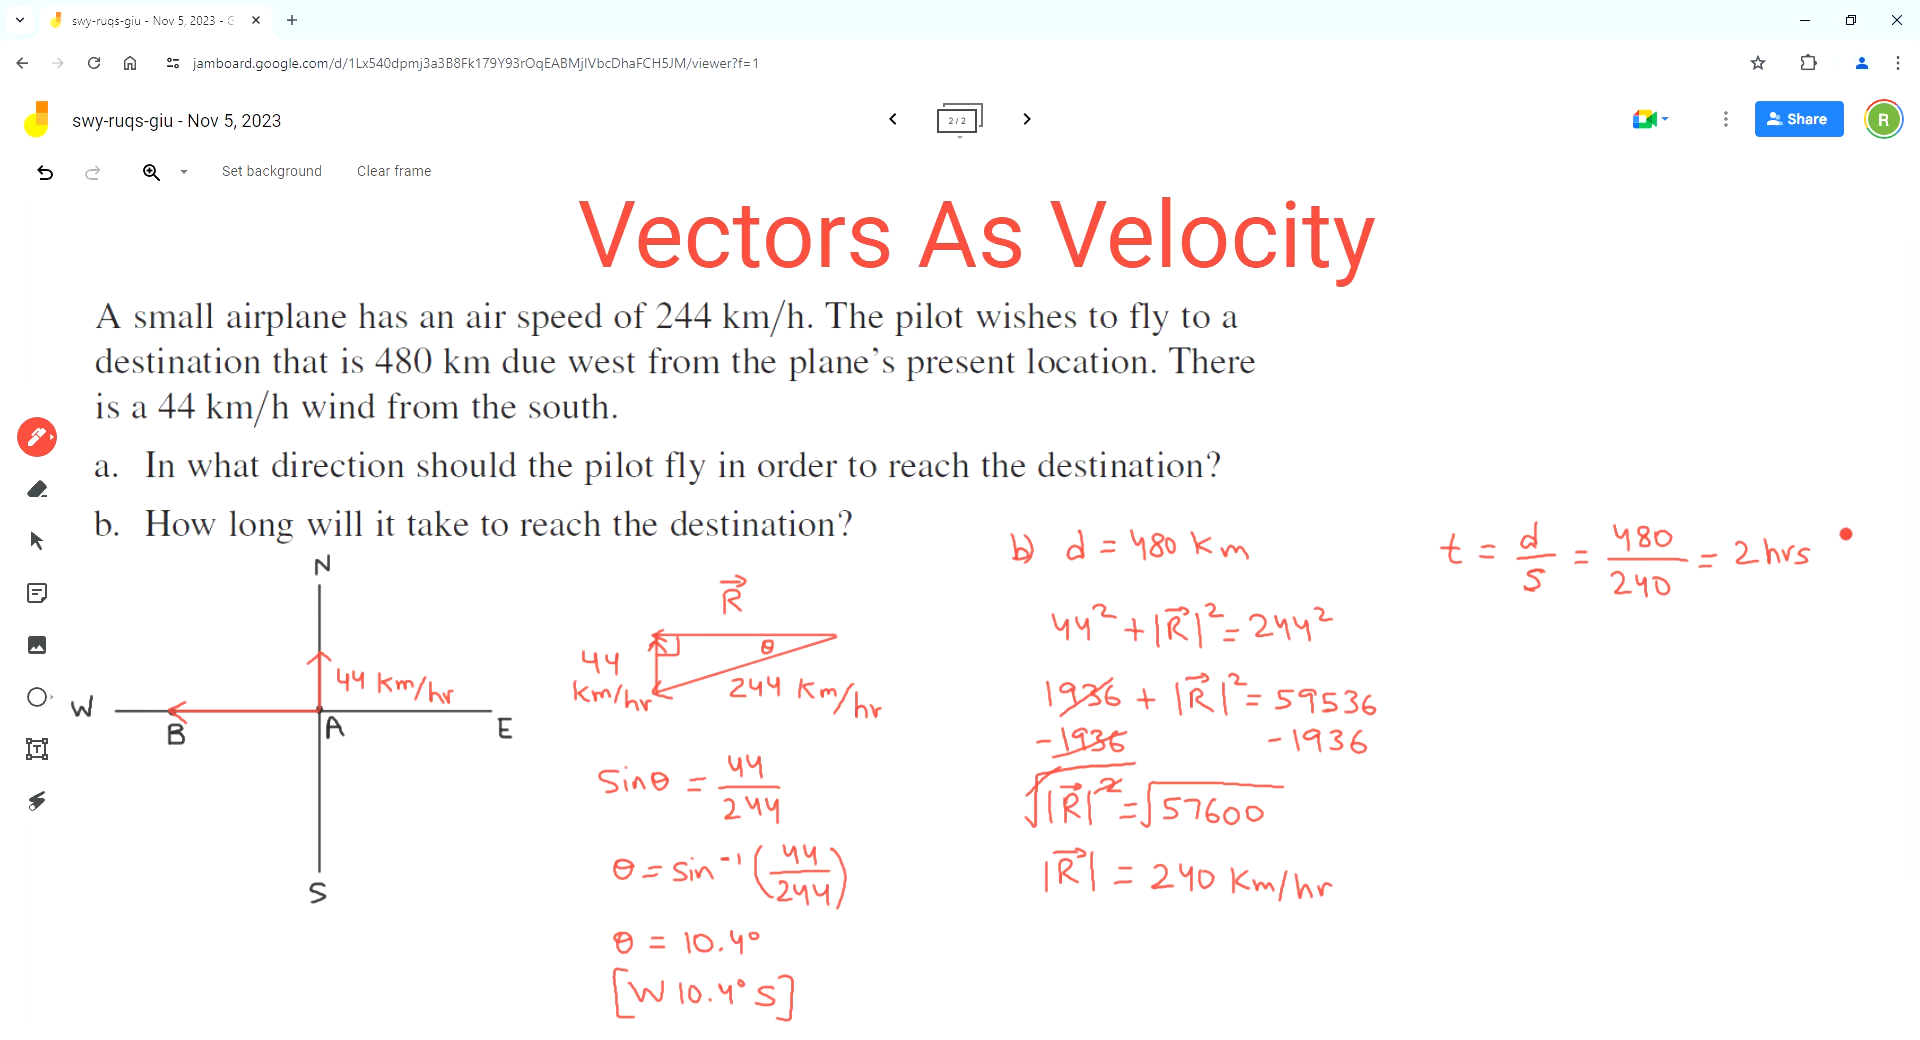 swy-ruqs-giu - Nov 5, 2023 - G
jamboard.google.com/d/1Lx540dpmj3a3B8Fk179Y93rOqEABMjIVbcDhaFCH5JM/viewer?f=1
swy-ruqs-giu - Nov 5, 2023
2 / 2
Share
R
Set background
Clear frame
Vectors As Velocity
A small airplane has an air speed of 244 km/h. The pilot wishes to fly to a
destination that is 480 km due west from the plane's present location. There
is a 44 km/h wind from the south.
a. In what direction should the pilot fly in order to reach the destination?
b. How long will it take to reach the destination?
N
44 km/hr
W
B
A
E
S
R⃗
44
km/hr
θ
244 km/hr
sinθ = 44/244
θ = sin⁻¹(44/244)
θ = 10.4°
[W 10.4° S]
b) d = 480 km
44² + |R⃗|² = 244²
1936 + |R⃗|² = 59536
-1936 -1936
√|R⃗|² = √57600
|R⃗| = 240 km/hr
t = d/s = 480/240 = 2 hrs